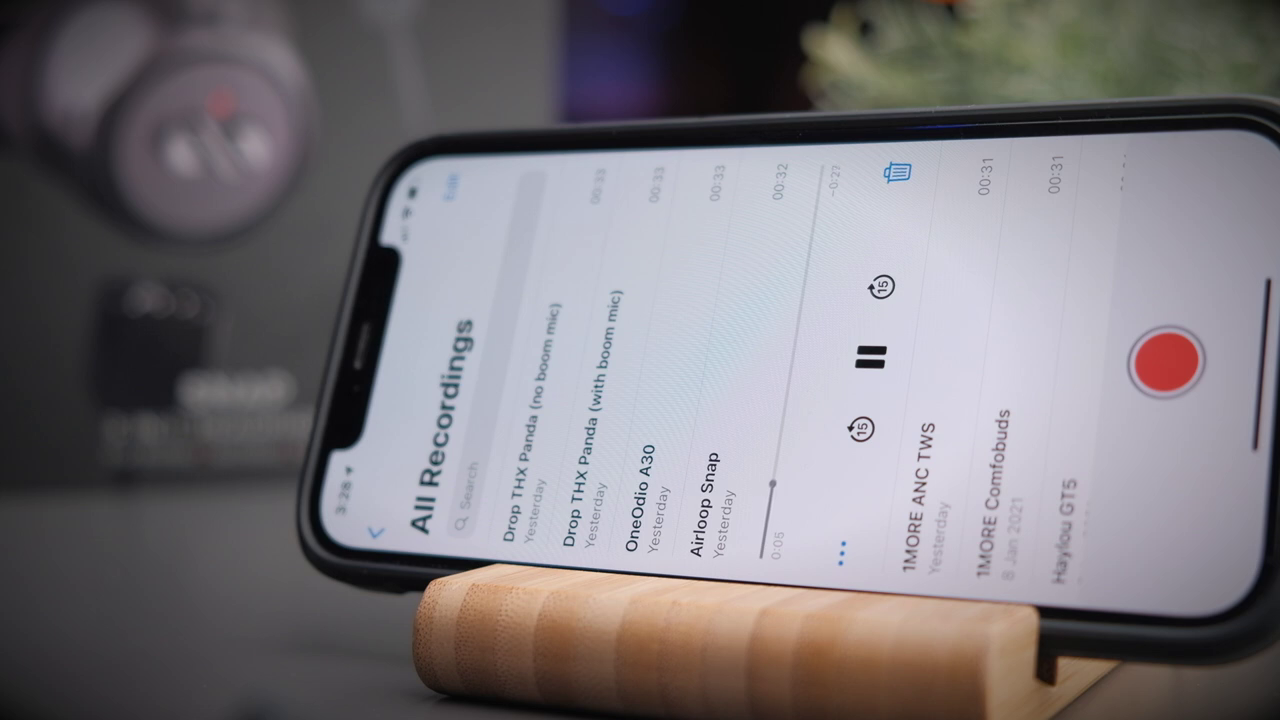 3:28
Edit
All Recordings
Search
Drop THX Panda (no boom mic)
Yesterday
00:33
Drop THX Panda (with boom mic)
Yesterday
00:33
OneOdio A30
Yesterday
00:33
Airloop Snap
Yesterday
00:32
0:05
-0:27
15
15
1MORE ANC TWS
Yesterday
00:31
1MORE Comfobuds
8 Jan 2021
00:31
Haylou GT5